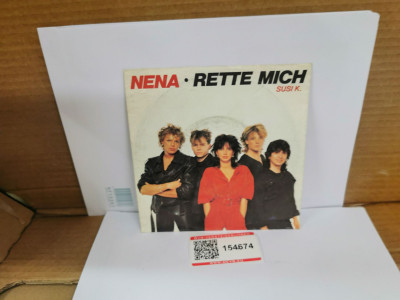 NENA · RETTE MICH
SUSI K.
154674